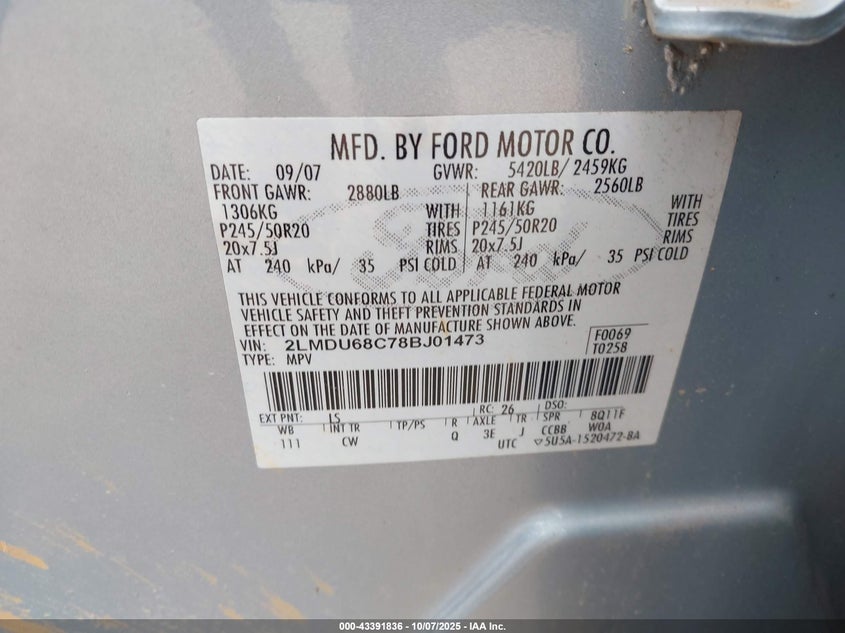 MFD. BY FORD MOTOR CO.
DATE: 09/07 GVWR: 5420LB/ 2459KG
FRONT GAWR: 2880LB REAR GAWR: 2560LB
1306KG WITH 1161KG WITH
P245/50R20 TIRES P245/50R20 TIRES
20x7.5J RIMS 20x7.5J RIMS
AT 240 kPa/ 35 PSI COLD AT 240 kPa/ 35 PSI COLD
THIS VEHICLE CONFORMS TO ALL APPLICABLE FEDERAL MOTOR
VEHICLE SAFETY AND THEFT PREVENTION STANDARDS IN
EFFECT ON THE DATE OF MANUFACTURE SHOWN ABOVE.
VIN: 2LMDU68C78BJ01473 F0069
TYPE: MPV T0258
EXT PNT: LS RC: 26 DSO:
WB INT TR TP/PS R AXLE TR SPR 8Q11F
111 CW Q 3E J CCBB W0A
UTC 5U5A-1520472-BA
000-43391836 - 10/07/2025 - IAA Inc.